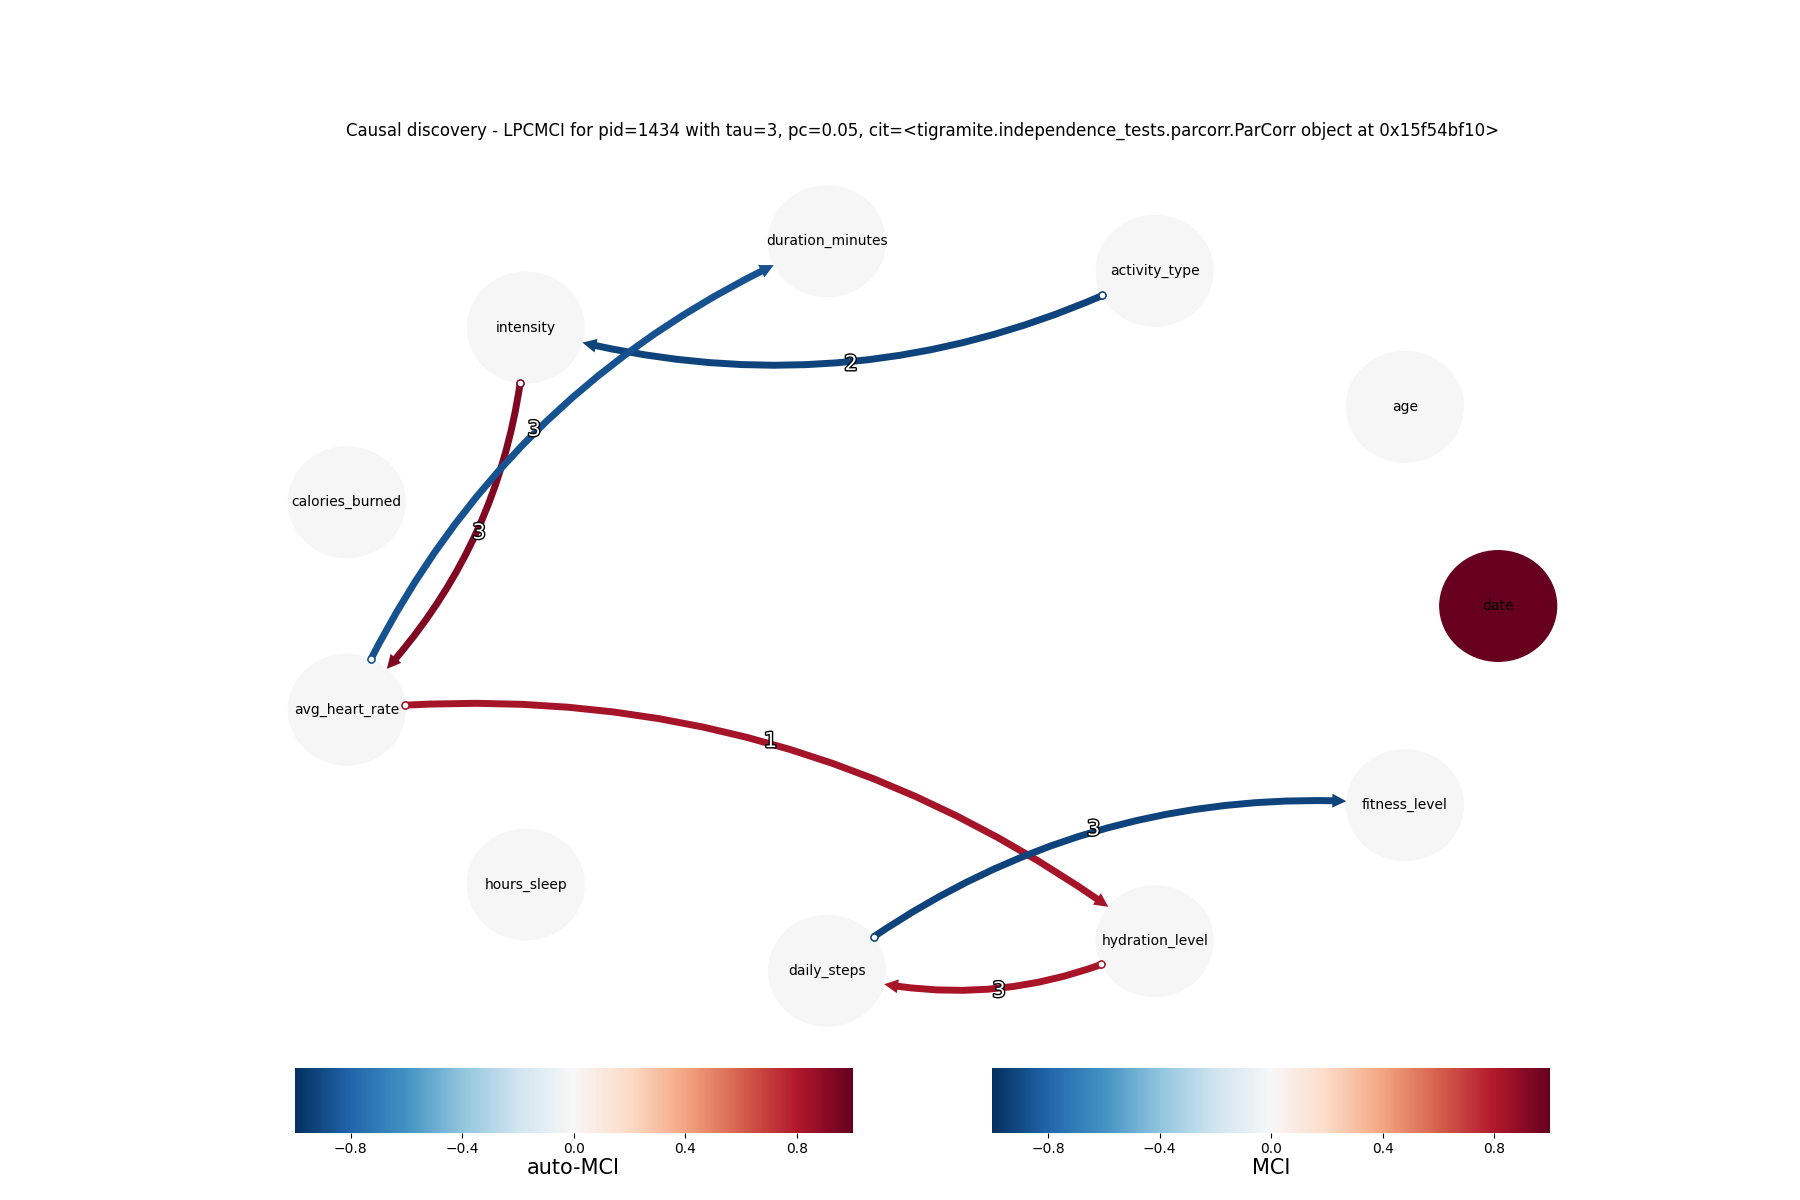 Causal discovery - LPCMCI for pid=1434 with tau=3, pc=0.05, cit=<tigramite.independence_tests.parcorr.ParCorr object at 0x15f54bf10>
duration_minutes
activity_type
intensity
2
age
3
calories_burned
3
date
avg_heart_rate
1
fitness_level
3
hours_sleep
hydration_level
daily_steps
3
−0.8 −0.4 0.0 0.4 0.8
auto-MCI
−0.8 −0.4 0.0 0.4 0.8
MCI